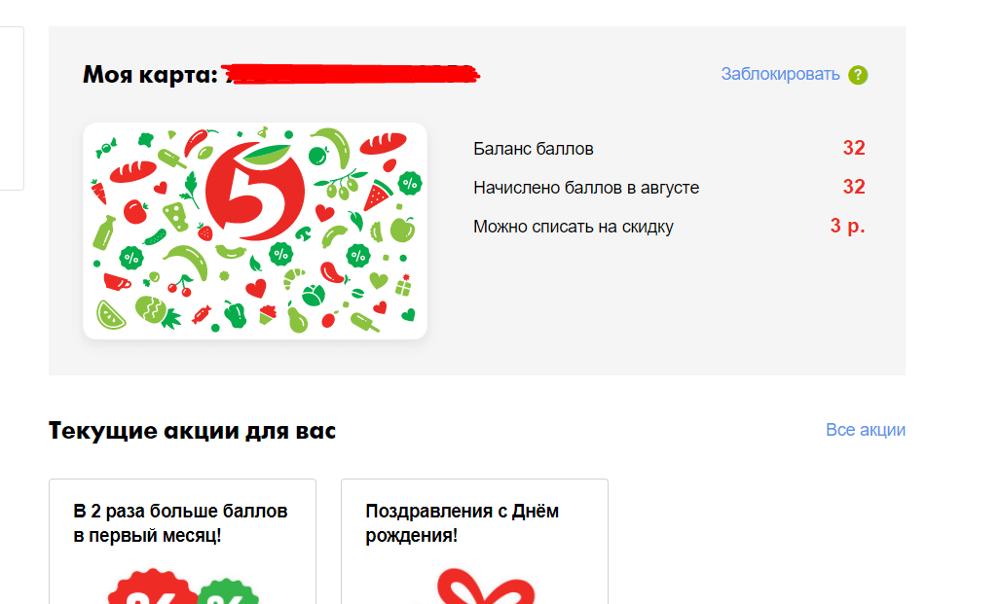 Моя карта:
Заблокировать ?
5
Баланс баллов 32
Начислено баллов в августе 32
Можно списать на скидку 3 р.
% % % %
Текущие акции для вас
Все акции
В 2 раза больше баллов
в первый месяц!
Поздравления с Днём
рождения!
% %